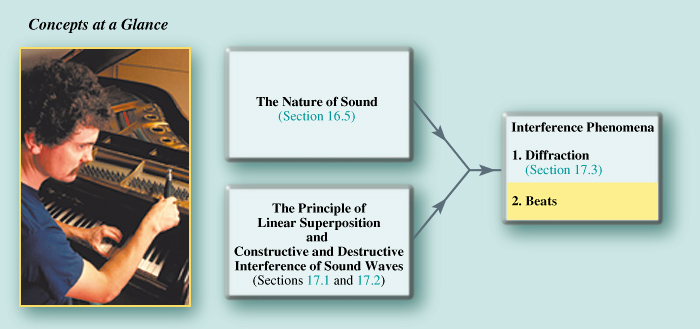 Concepts at a Glance
The Nature of Sound
(Section 16.5)
The Principle of
Linear Superposition
and
Constructive and Destructive
Interference of Sound Waves
(Sections 17.1 and 17.2)
Interference Phenomena
1. Diffraction
(Section 17.3)
2. Beats